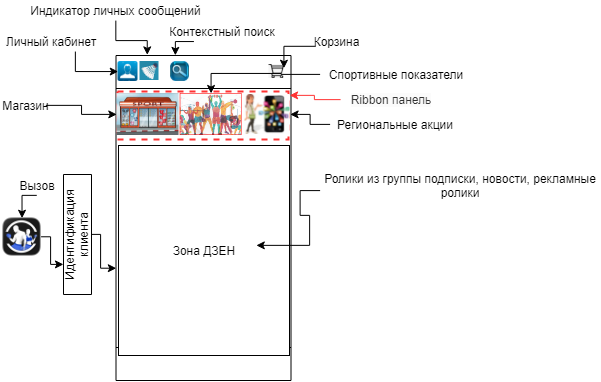 Индикатор личных сообщений
Контекстный поиск
Личный кабинет
Корзина
Спортивные показатели
Ribbon панель
Магазин
Региональные акции
Ролики из группы подписки, новости, рекламные
ролики
Вызов
Идентификация
клиента
Зона ДЗЕН